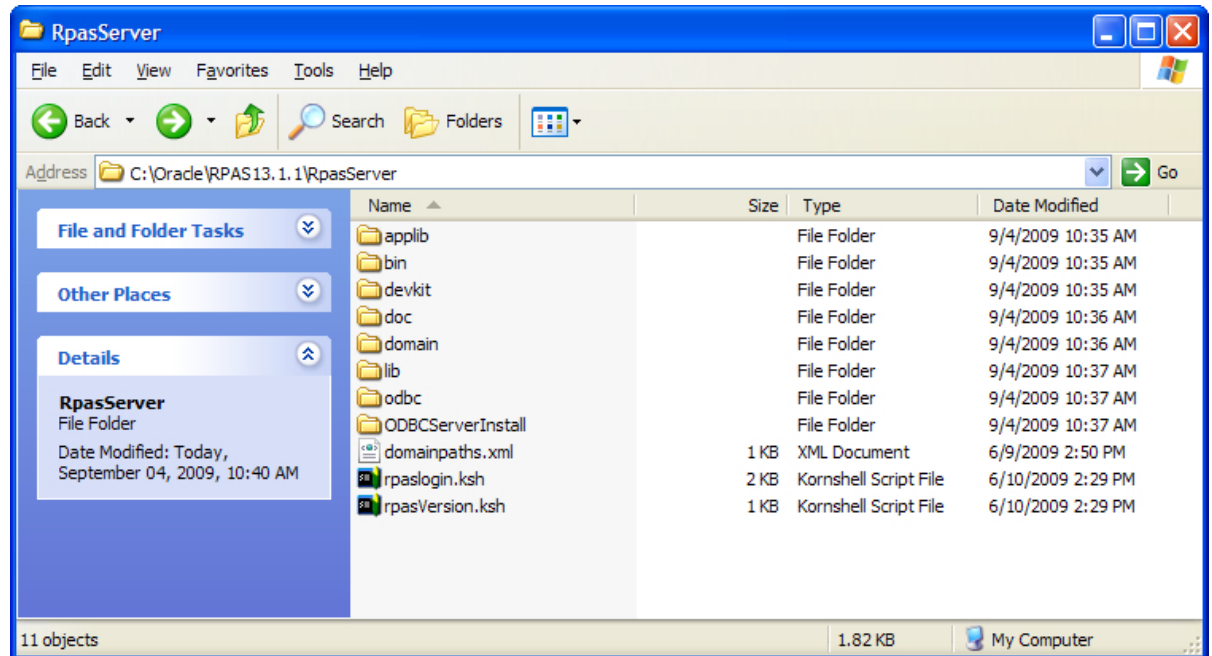 RpasServer
File Edit View Favorites Tools Help
Back Search Folders
Address C:\Oracle\RPAS13.1.1\RpasServer Go
Name Size Type Date Modified
File and Folder Tasks
Other Places
Details
RpasServer
File Folder
Date Modified: Today,
September 04, 2009, 10:40 AM
applib File Folder 9/4/2009 10:35 AM
bin File Folder 9/4/2009 10:35 AM
devkit File Folder 9/4/2009 10:35 AM
doc File Folder 9/4/2009 10:36 AM
domain File Folder 9/4/2009 10:36 AM
lib File Folder 9/4/2009 10:37 AM
odbc File Folder 9/4/2009 10:37 AM
ODBCServerInstall File Folder 9/4/2009 10:37 AM
domainpaths.xml 1 KB XML Document 6/9/2009 2:50 PM
rpaslogin.ksh 2 KB Kornshell Script File 6/10/2009 2:29 PM
rpasVersion.ksh 1 KB Kornshell Script File 6/10/2009 2:29 PM
11 objects 1.82 KB My Computer